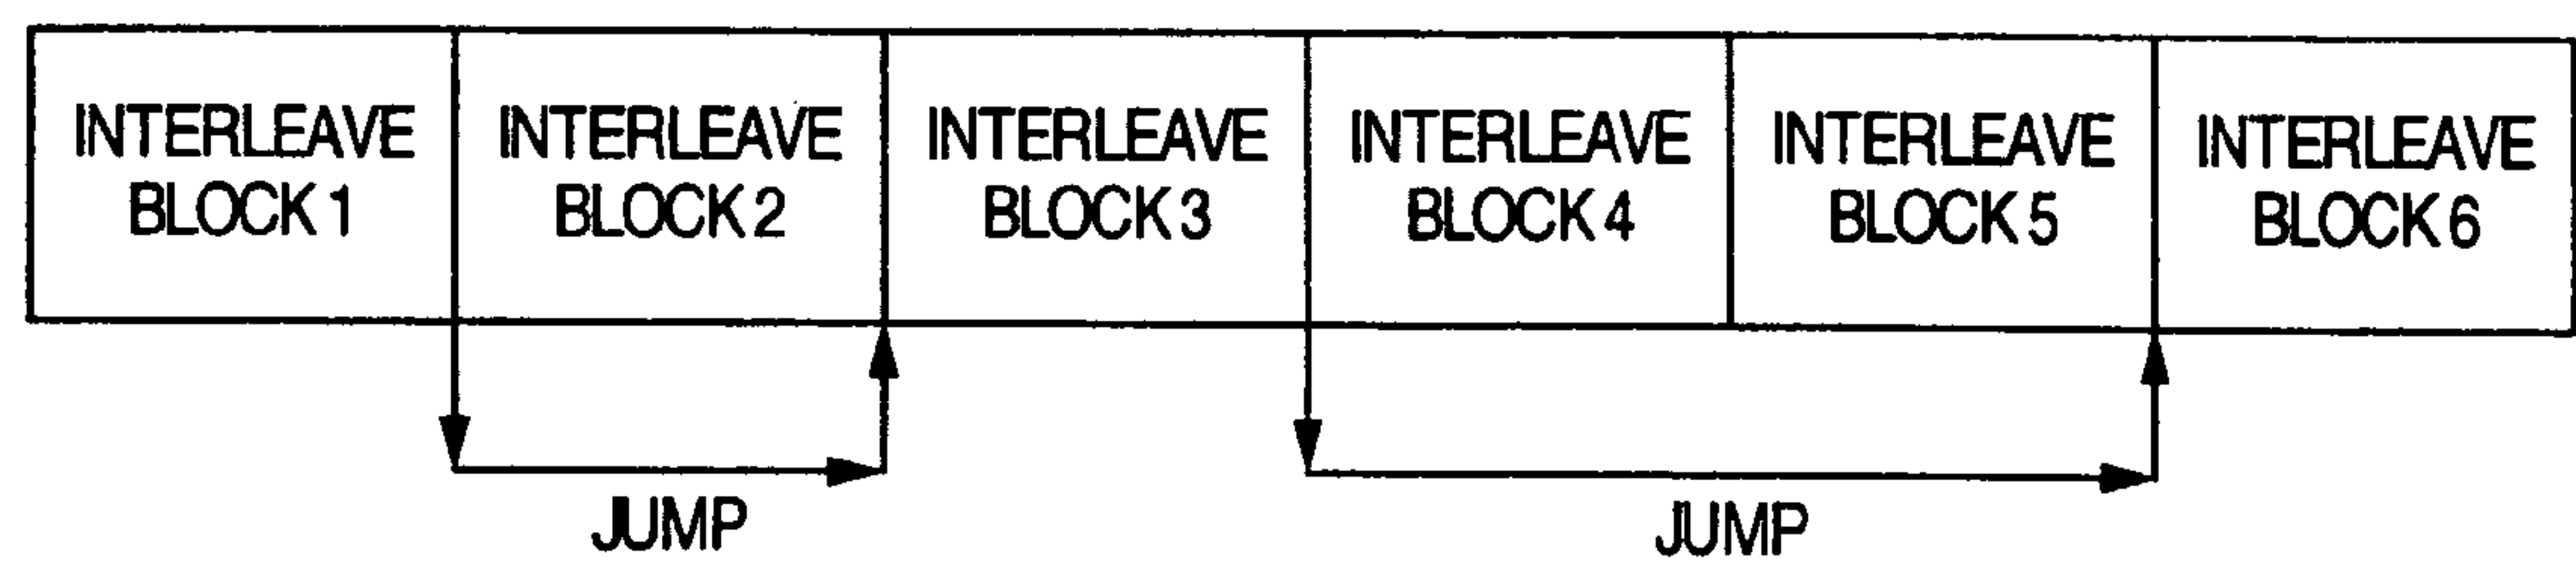 INTERLEAVE BLOCK 1
INTERLEAVE BLOCK 2
INTERLEAVE BLOCK 3
INTERLEAVE BLOCK 4
INTERLEAVE BLOCK 5
INTERLEAVE BLOCK 6
JUMP
JUMP